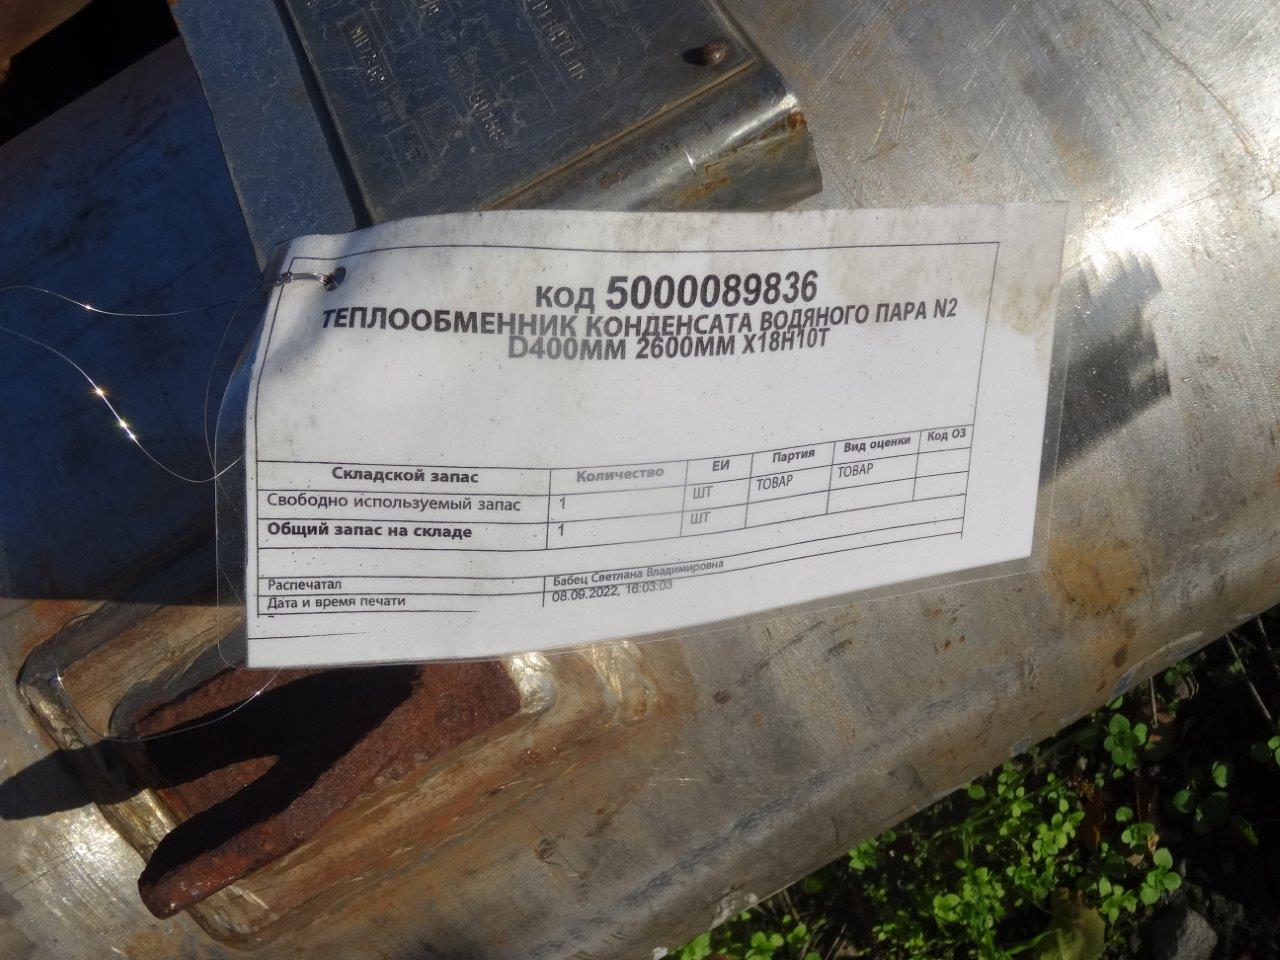 код 5000089836
ТЕПЛООБМЕННИК КОНДЕНСАТА ВОДЯНОГО ПАРА N2
D400ММ 2600ММ Х18Н10Т
Складской запас Количество ЕИ Партия Вид оценки Код ОЗ
Свободно используемый запас 1 ШТ ТОВАР ТОВАР
Общий запас на складе 1 ШТ
Распечатал Бабец Светлана Владимировна
Дата и время печати 08.09.2022, 16:03:03